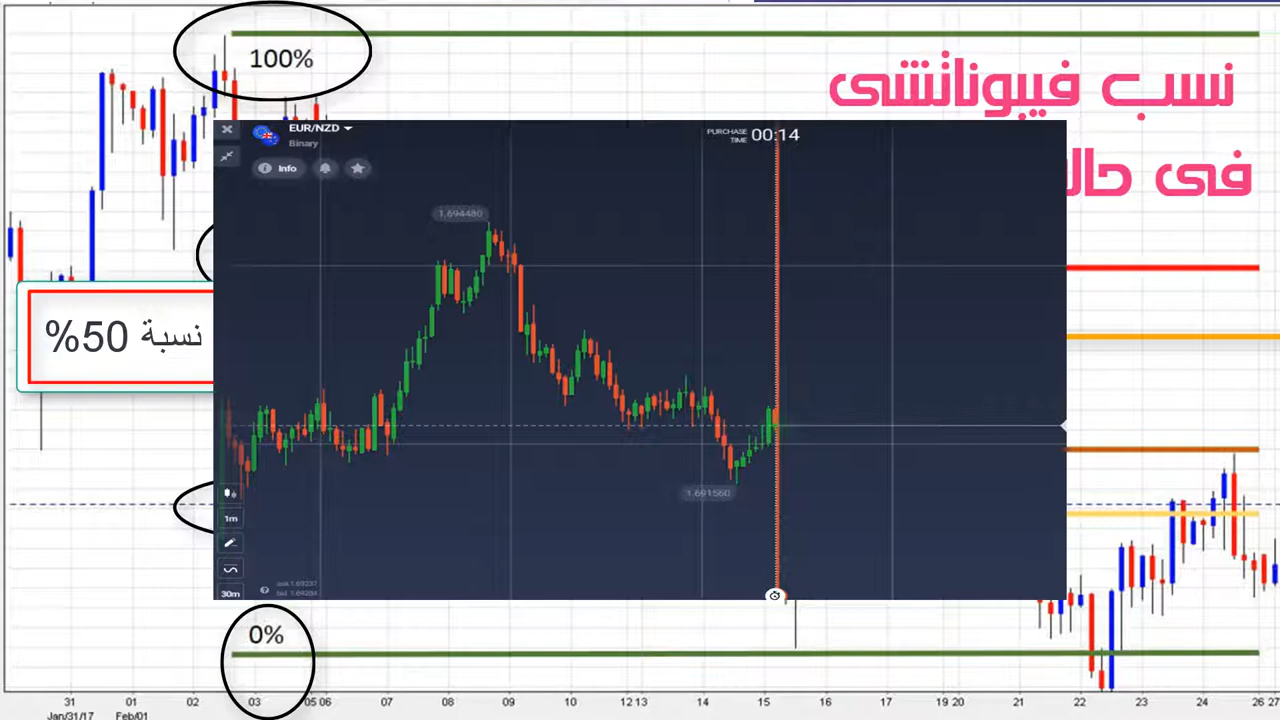 100%
نسب فيبوناتشى
فى حال
EUR/NZD
Binary
Info
PURCHASE
TIME
00:14
1.694480
نسبة 50%
1.691560
1m
30m
0%
31 01 02 03 05 06 07 08 09 10 12 13 14 15 16 17 19 20 21 22 23 24 26 27
Jan/31/17 Feb/01